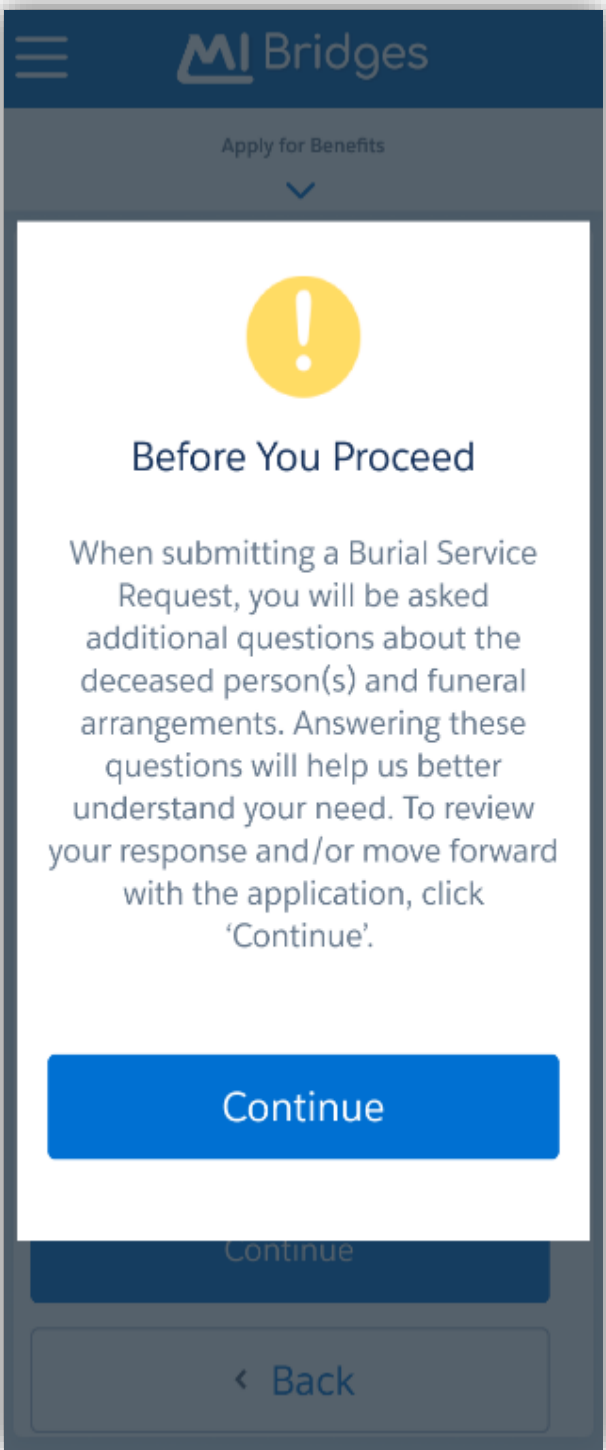 MI Bridges
Apply for Benefits
!
Before You Proceed
When submitting a Burial Service
Request, you will be asked
additional questions about the
deceased person(s) and funeral
arrangements. Answering these
questions will help us better
understand your need. To review
your response and/or move forward
with the application, click
‘Continue’.
Continue
Continue
Back